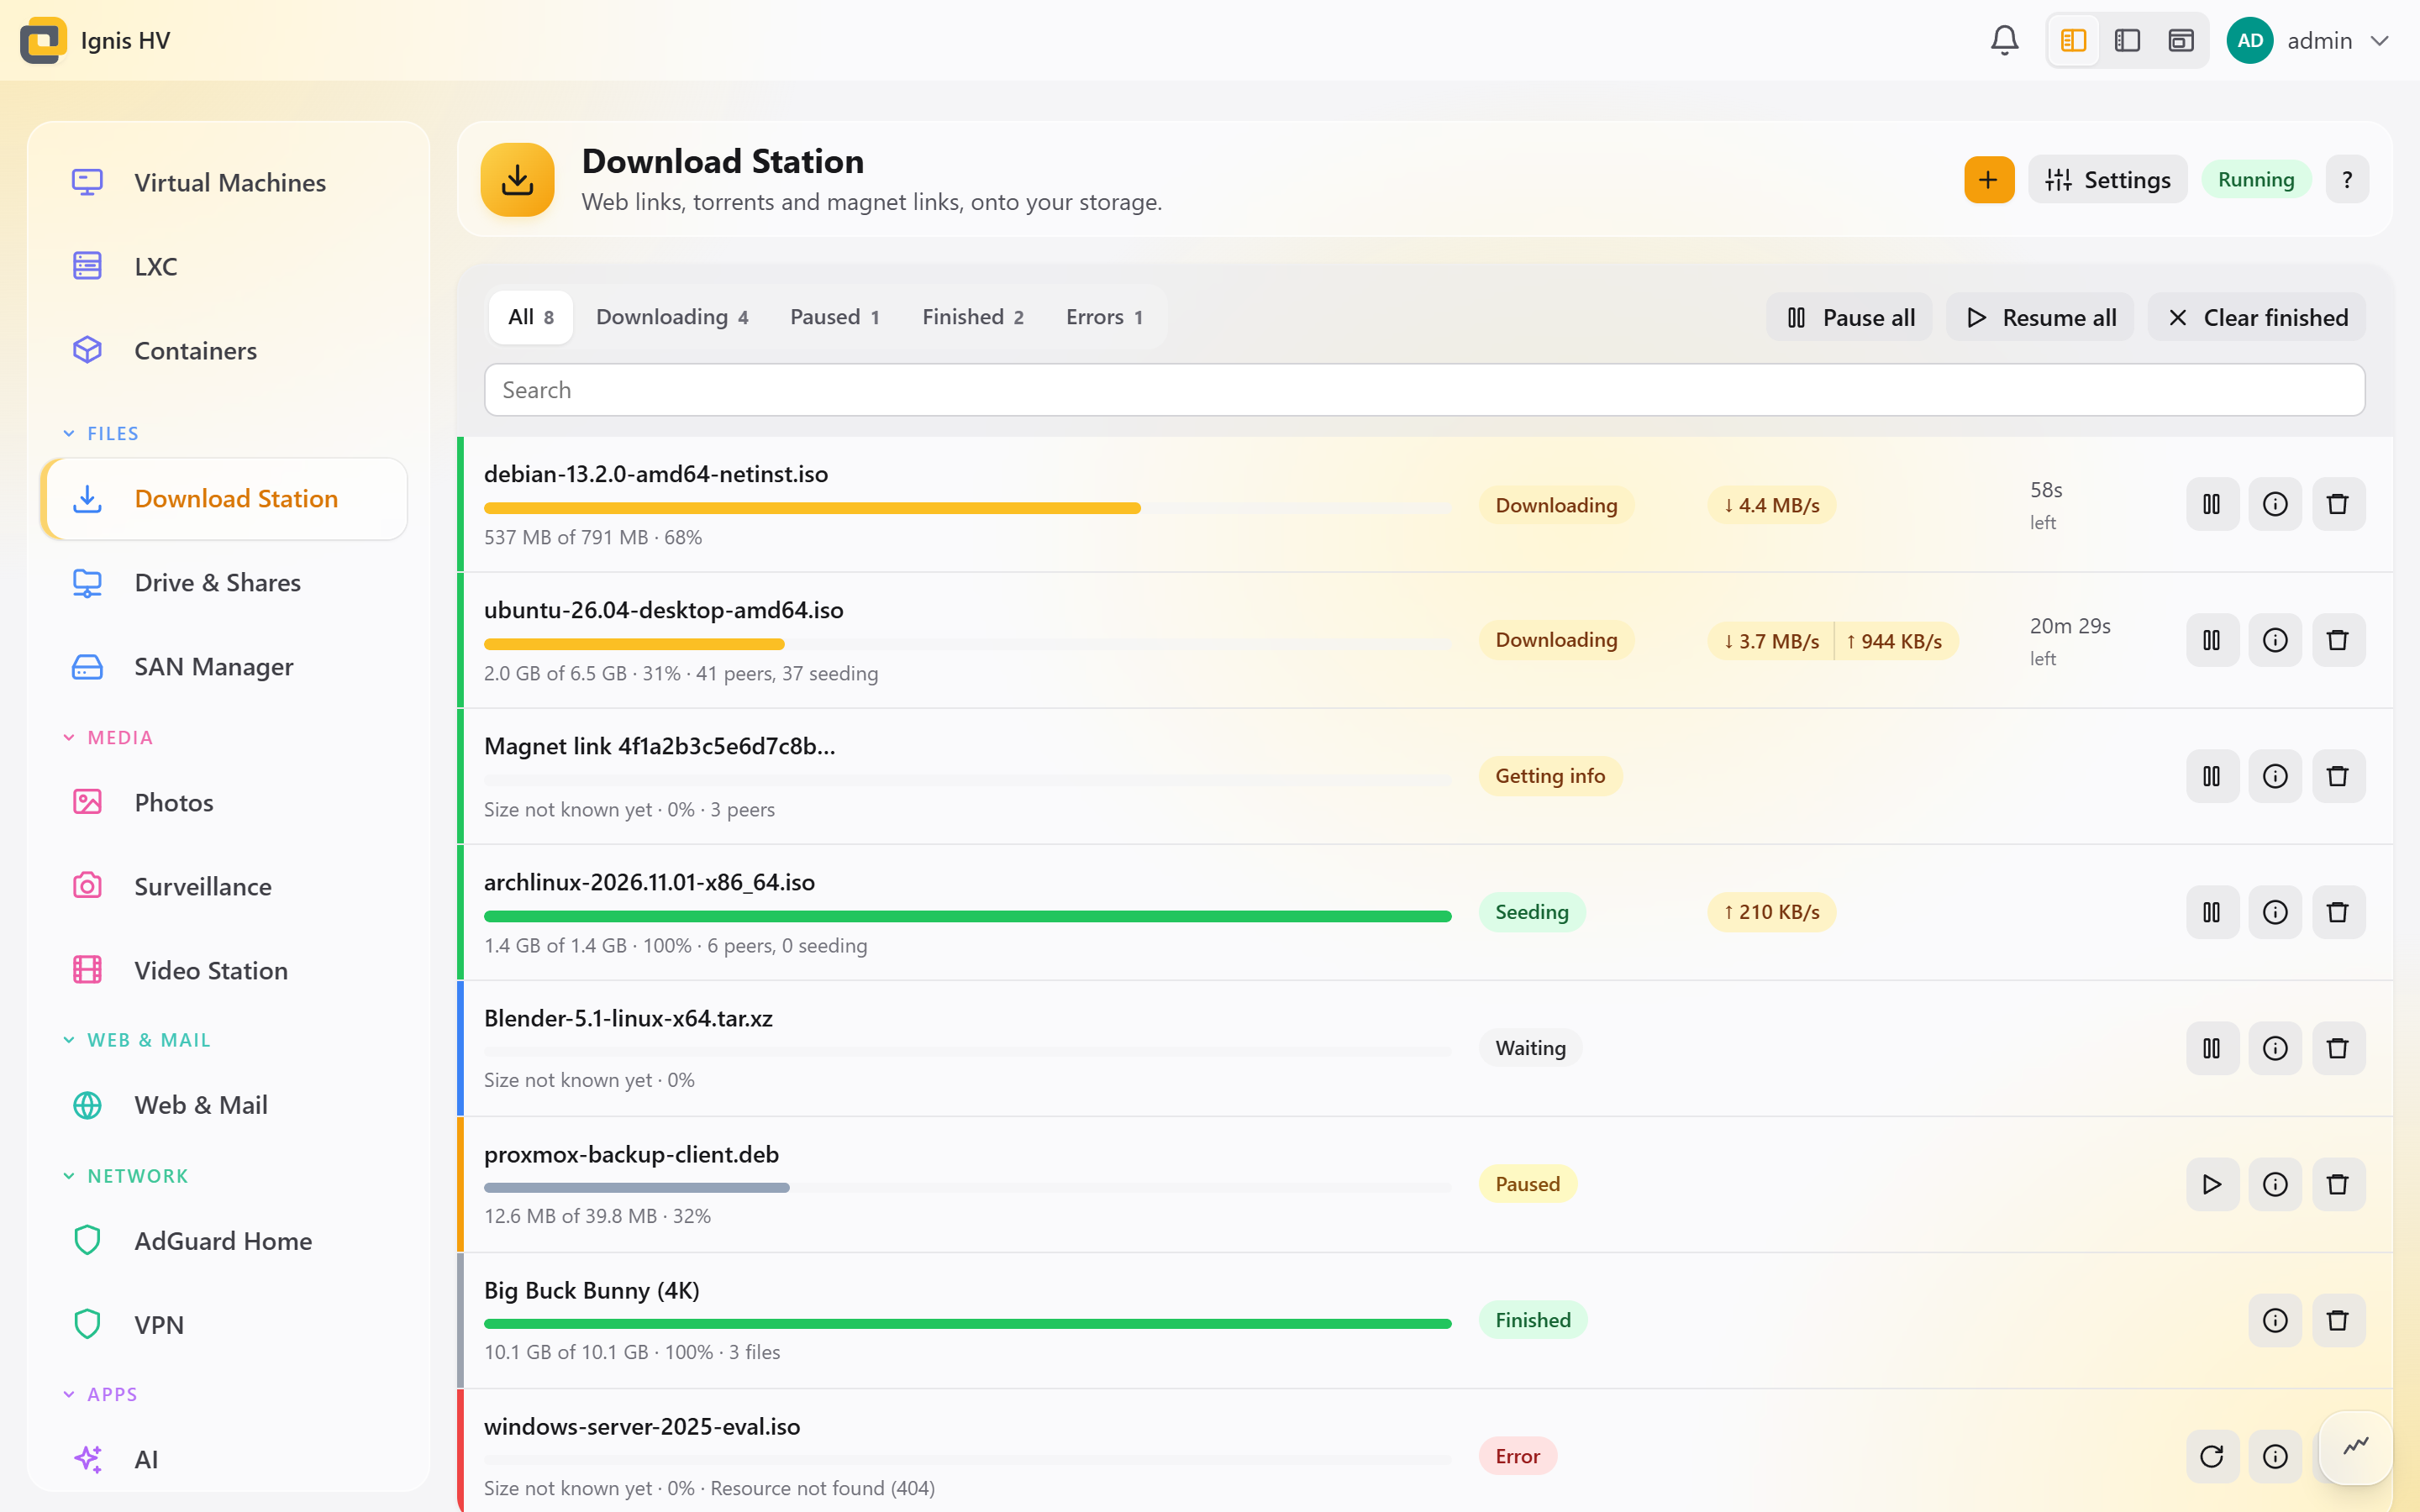 Ignis HV
AD admin
Virtual Machines
LXC
Containers
FILES
Download Station
Drive & Shares
SAN Manager
MEDIA
Photos
Surveillance
Video Station
WEB & MAIL
Web & Mail
NETWORK
AdGuard Home
VPN
APPS
AI
Download Station
Web links, torrents and magnet links, onto your storage.
+ Settings Running ?
All 8 Downloading 4 Paused 1 Finished 2 Errors 1
Pause all Resume all Clear finished
Search
debian-13.2.0-amd64-netinst.iso
537 MB of 791 MB · 68%
Downloading ↓ 4.4 MB/s
58s
left
ubuntu-26.04-desktop-amd64.iso
2.0 GB of 6.5 GB · 31% · 41 peers, 37 seeding
Downloading ↓ 3.7 MB/s ↑ 944 KB/s
20m 29s
left
Magnet link 4f1a2b3c5e6d7c8b...
Size not known yet · 0% · 3 peers
Getting info
archlinux-2026.11.01-x86_64.iso
1.4 GB of 1.4 GB · 100% · 6 peers, 0 seeding
Seeding ↑ 210 KB/s
Blender-5.1-linux-x64.tar.xz
Size not known yet · 0%
Waiting
proxmox-backup-client.deb
12.6 MB of 39.8 MB · 32%
Paused
Big Buck Bunny (4K)
10.1 GB of 10.1 GB · 100% · 3 files
Finished
windows-server-2025-eval.iso
Size not known yet · 0% · Resource not found (404)
Error